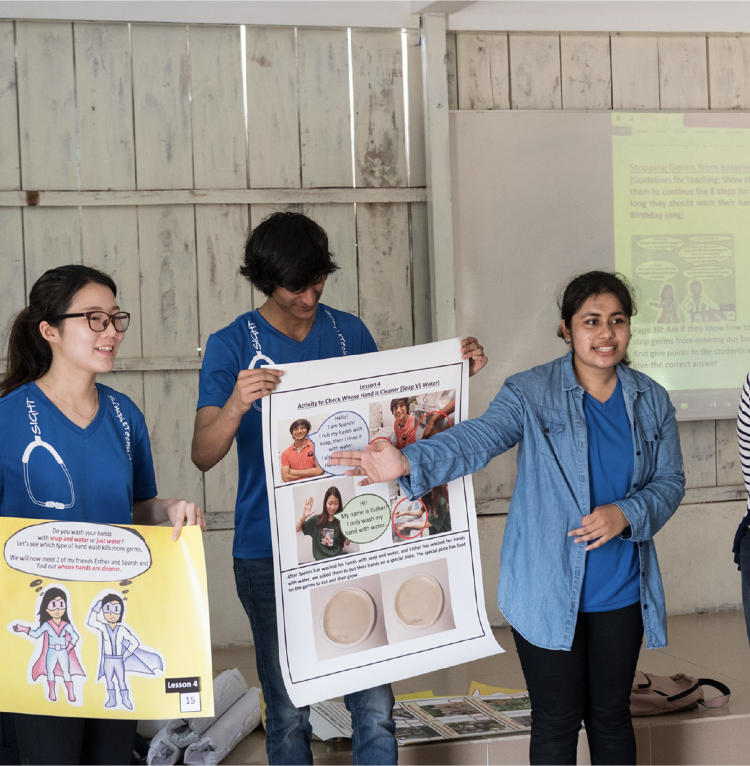 Do you wash your hands
with soap and water or just water?
Let's see which type of hand wash kills more germs.
We will now meet 2 of my friends Esther and Sparsh and
find out whose hands are cleaner.
Lesson 4
15
SIGHT
SIGHT
Lesson 4
Activity to Check Whose Hand is Cleaner (Soap VS Water)
Hello!
I am Sparsh!
I rub my hands with
soap, then I rinse it
with water.
Hi!
My name is Esther!
I only wash my
hand with water
After Sparsh has washed his hands with soap and water, and Esther has washed her hands
with water, we asked them to put their hands on a special plate. The special plate has food
for the germs to eat and then grow.
Stopping Germs from entering
(Guidelines for Teaching: Show
them to continue the 6 steps for
long they should wash their
Birthday song)
Page 10: Ask if they know how
stop germs from entering our
And give points to the students
give the correct answer